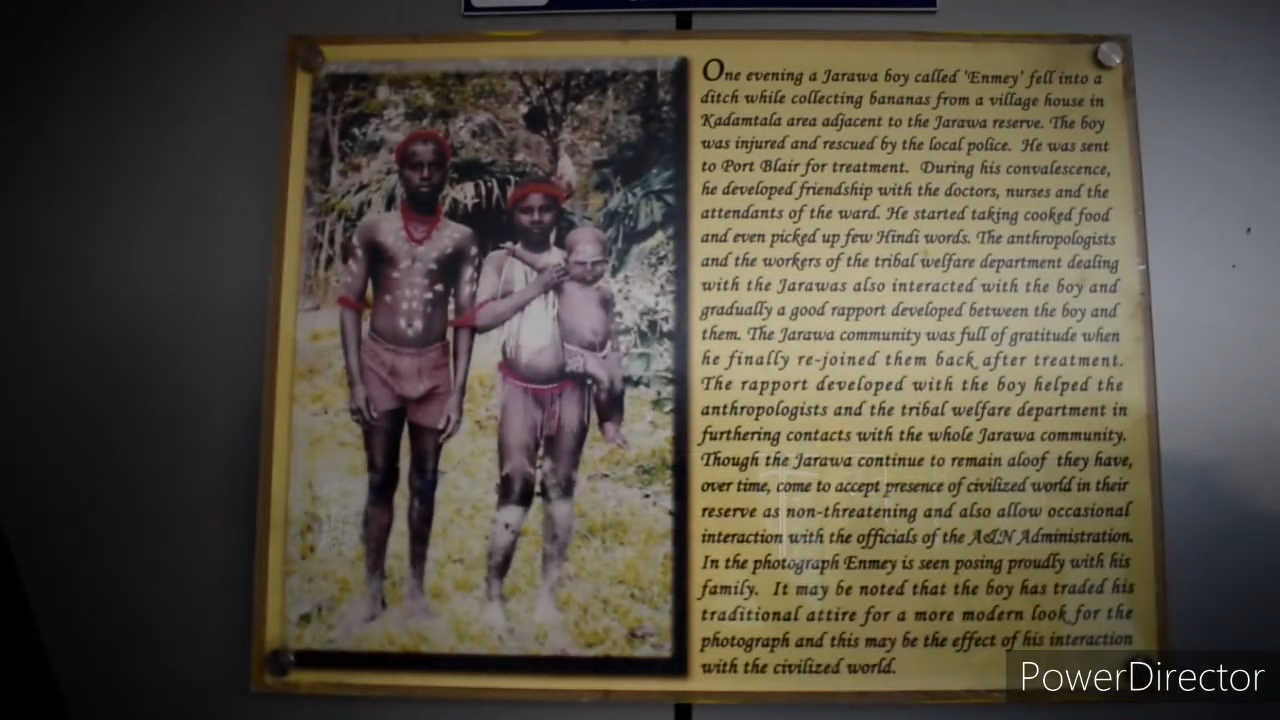 One evening a Jarawa boy called 'Enmey' fell into a
ditch while collecting bananas from a village house in
Kadamtala area adjacent to the Jarawa reserve. The boy
was injured and rescued by the local police. He was sent
to Port Blair for treatment. During his convalescence,
he developed friendship with the doctors, nurses and the
attendants of the ward. He started taking cooked food
and even picked up few Hindi words. The anthropologists
and the workers of the tribal welfare department dealing
with the Jarawas also interacted with the boy and
gradually a good rapport developed between the boy and
them. The Jarawa community was full of gratitude when
he finally re-joined them back after treatment.
The rapport developed with the boy helped the
anthropologists and the tribal welfare department in
furthering contacts with the whole Jarawa community.
Though the Jarawa continue to remain aloof they have,
over time, come to accept presence of civilized world in their
reserve as non-threatening and also allow occasional
interaction with the officials of the A&N Administration.
In the photograph Enmey is seen posing proudly with his
family. It may be noted that the boy has traded his
traditional attire for a more modern look for the
photograph and this may be the effect of his interaction
with the civilized world.
PowerDirector